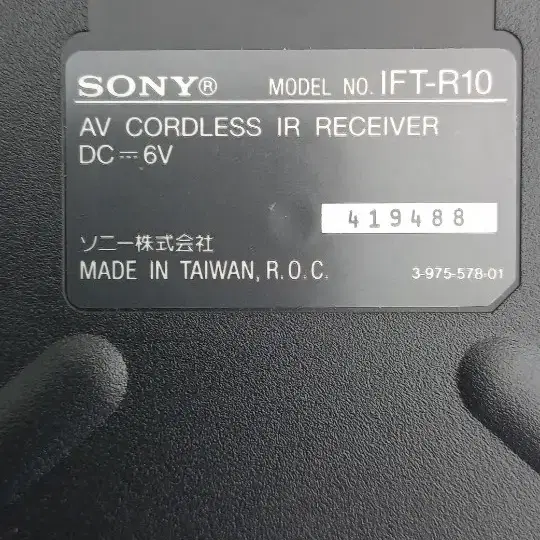 SONY® MODEL NO. IFT-R10
AV CORDLESS IR RECEIVER
DC ⎓ 6V
419488
ソニー株式会社
MADE IN TAIWAN, R.O.C. 3-975-578-01